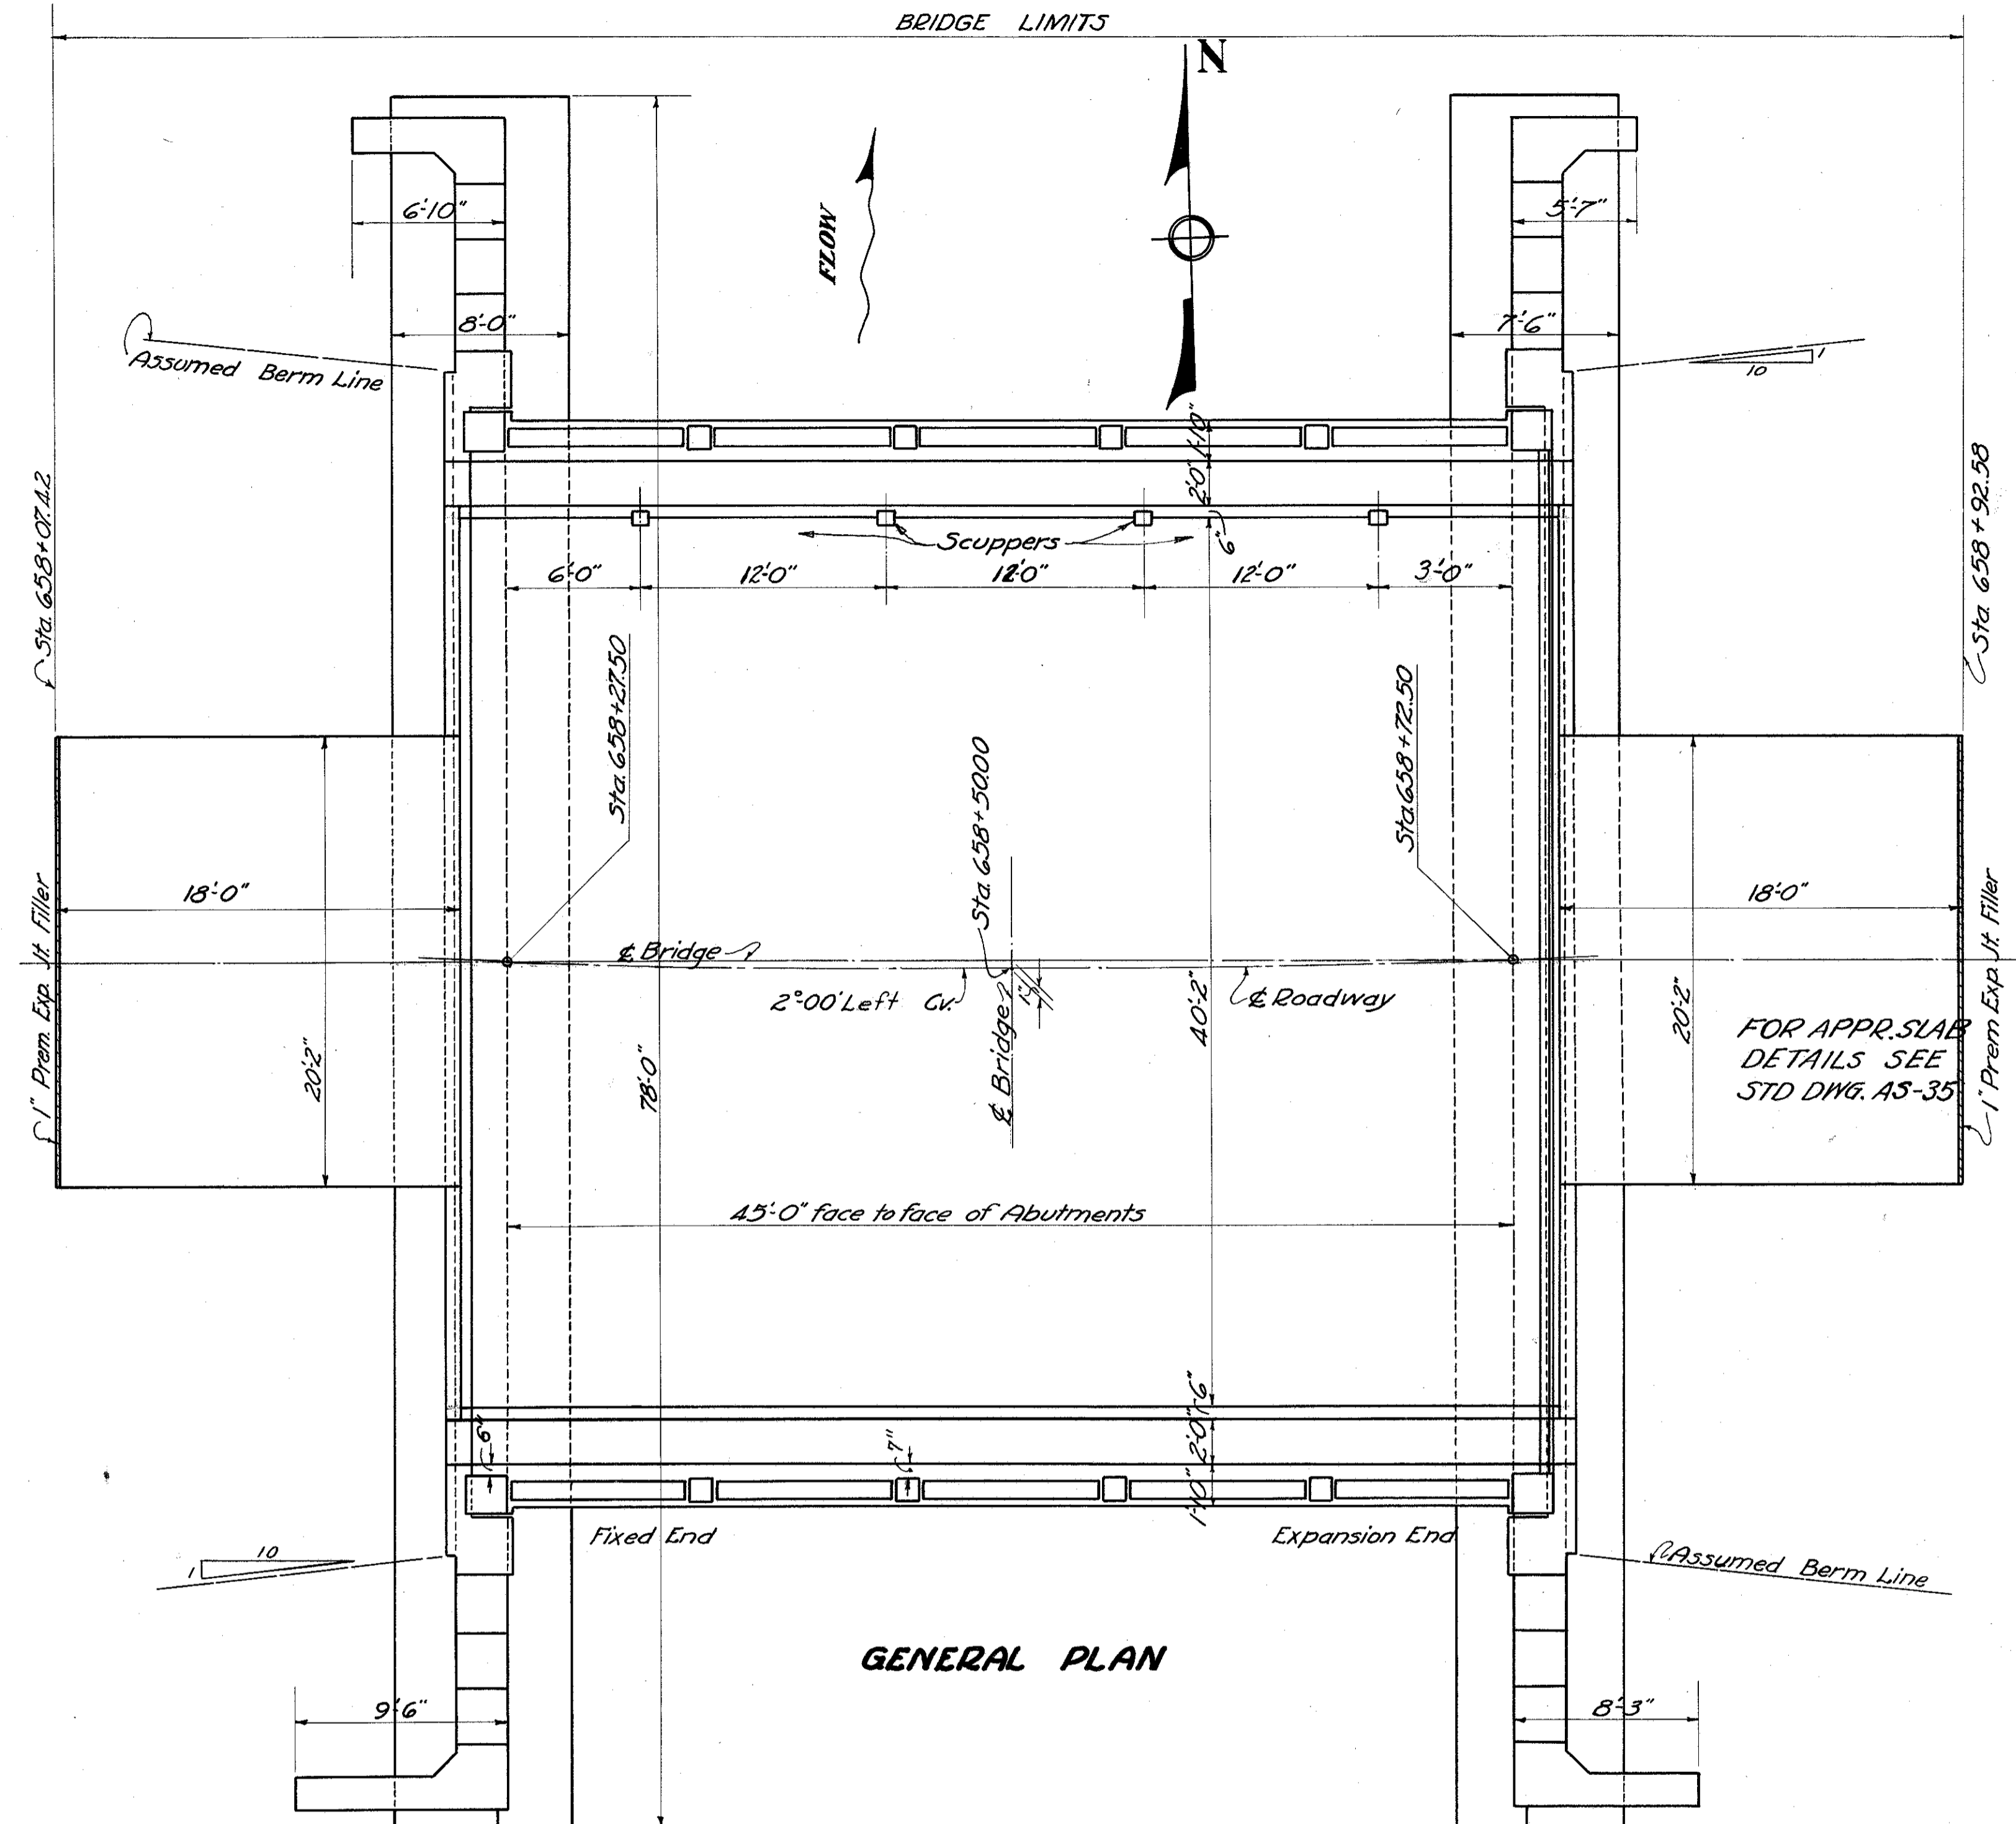 BRIDGE LIMITS
N
FLOW
6'-10"
5'-7"
8'-0"
7'-6"
Assumed Berm Line
1
10
1'-10"
2'-0"
6"
Scuppers
6'-0"
12'-0"
12'-0"
12'-0"
3'-0"
Sta. 658+07.42
Sta. 658+92.58
Sta. 658+27.50
Sta. 658+50.00
Sta. 658+72.50
18'-0"
18'-0"
1" Prem. Exp. Jt. Filler
1" Prem Exp. Jt. Filler
℄ Bridge
2°-00' Left Cv.
℄ Bridge
1½"
℄ Roadway
20'-2"
78'-0"
40'-2"
20'-2"
FOR APPR. SLAB
DETAILS SEE
STD DWG. AS-35
45'-0" face to face of Abutments
6"
7"
6"
2'-0"
1'-10"
Fixed End
Expansion End
10
1
Assumed Berm Line
GENERAL PLAN
9'-6"
8'-3"